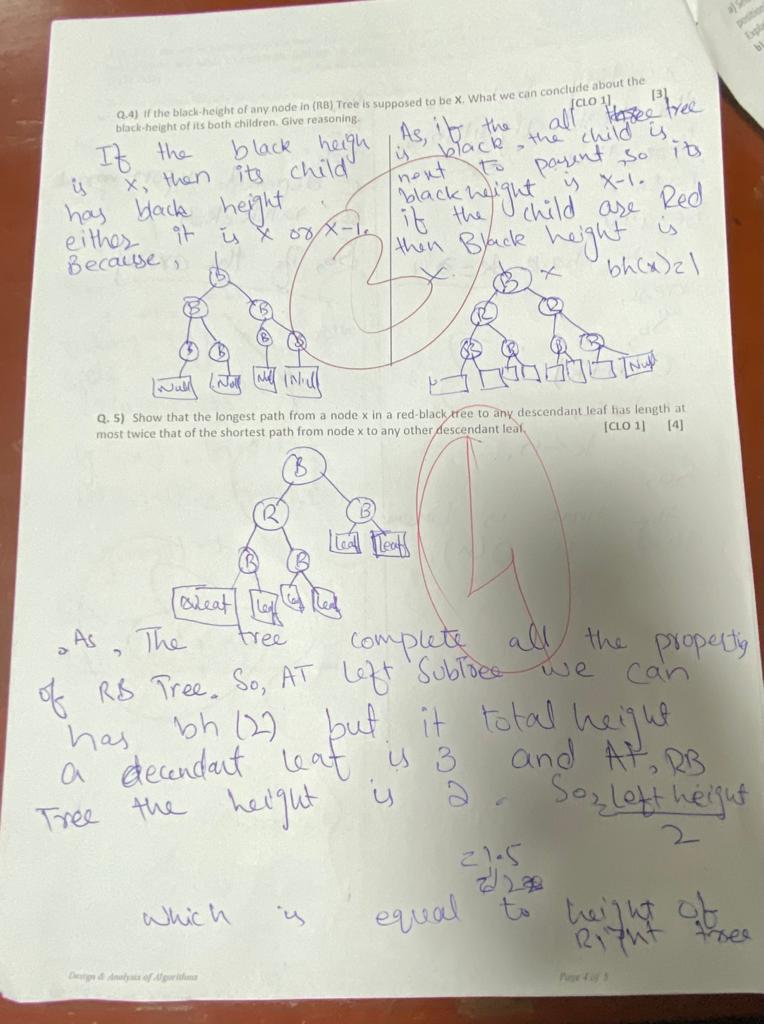 Q.4) If the black-height of any node in (RB) Tree is supposed to be X. What we can conclude about the
black-height of its both children. Give reasoning. [CLO 1] [3]
If the black heigh
is x, then its child
has black height
either it is x or x-1.
Because,
As, if the all tree
is black, the child is
next to parent, so its
black height is x-1.
if the child are Red
then Black height is
x.
B
B B
B B B B
Null Null Null Null
B x bh(x)=1
R R
B B B B
Null
2
Q. 5) Show that the longest path from a node x in a red-black tree to any descendant leaf has length at
most twice that of the shortest path from node x to any other descendant leaf. [CLO 1] [4]
B
R B
Leaf Leaf
B B
Leaf Leaf Leaf
, As, The tree complete all the property
of RB Tree. So, AT Left SubTree we can
has bh (2) but it total height
a decendant leaf is 3 and AT, RB
Tree the height is 2. So, Left height
2
=1.5
which is equal to height of
Right tree
Design & Analysis of Algorithms
Page 4 of 5